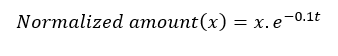 Normalized amount(x) = x. e^{-0.1t}